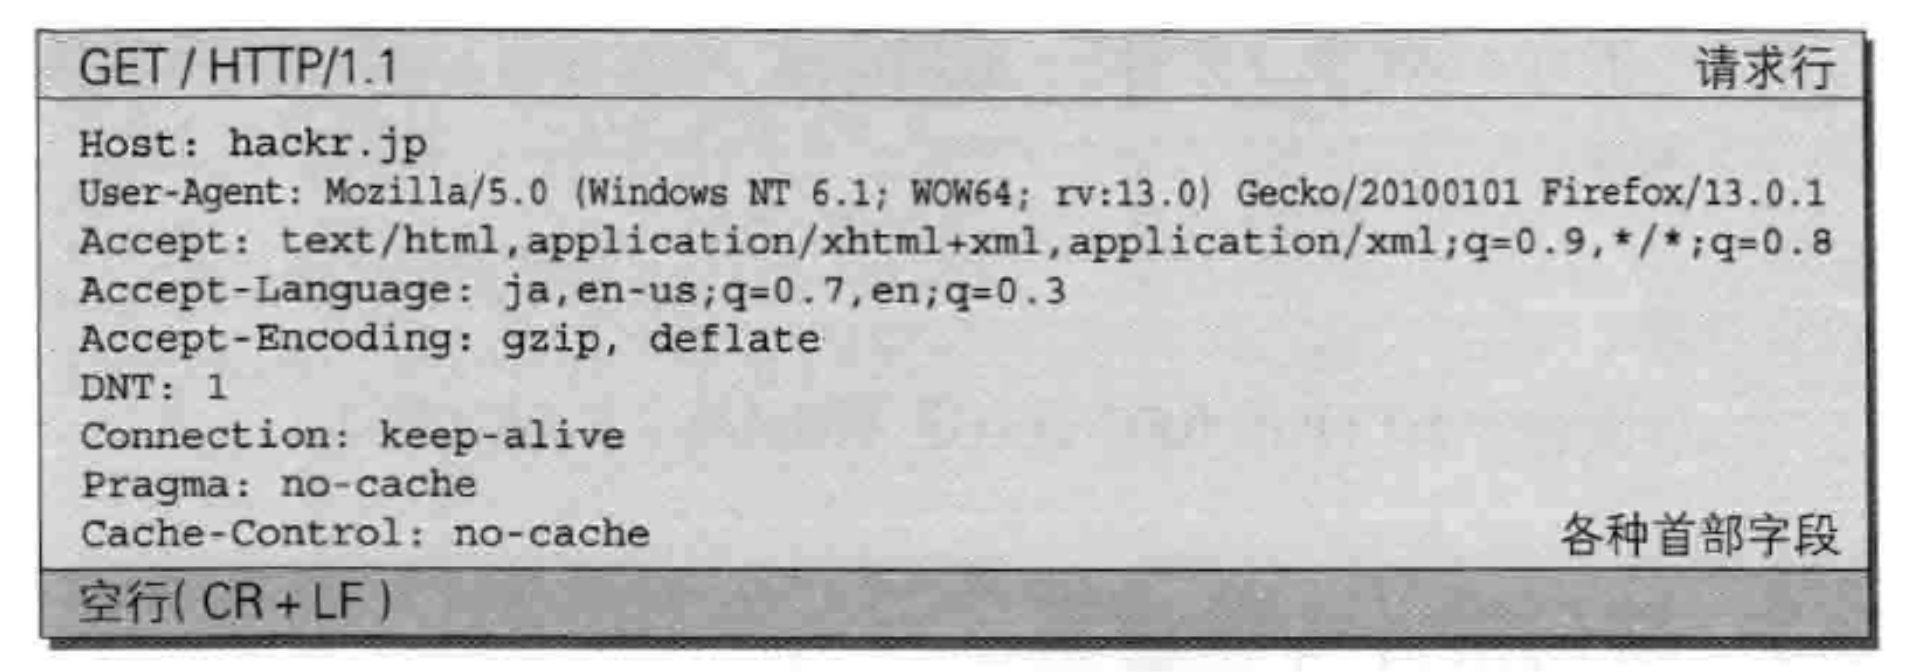 GET / HTTP/1.1 请求行
Host: hackr.jp
User-Agent: Mozilla/5.0 (Windows NT 6.1; WOW64; rv:13.0) Gecko/20100101 Firefox/13.0.1
Accept: text/html,application/xhtml+xml,application/xml;q=0.9,*/*;q=0.8
Accept-Language: ja,en-us;q=0.7,en;q=0.3
Accept-Encoding: gzip, deflate
DNT: 1
Connection: keep-alive
Pragma: no-cache
Cache-Control: no-cache 各种首部字段
空行( CR + LF )